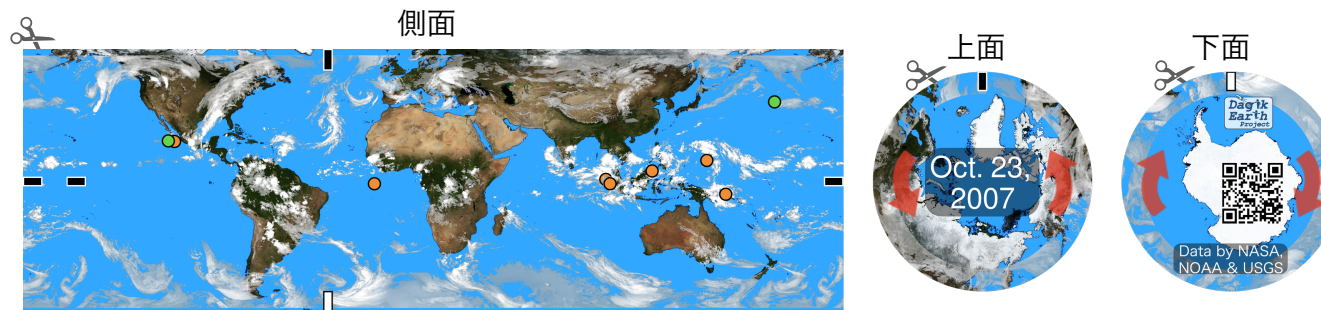 側面
上面
下面
Oct. 23,
2007
Dagik
Earth
Project
Data by NASA,
NOAA & USGS